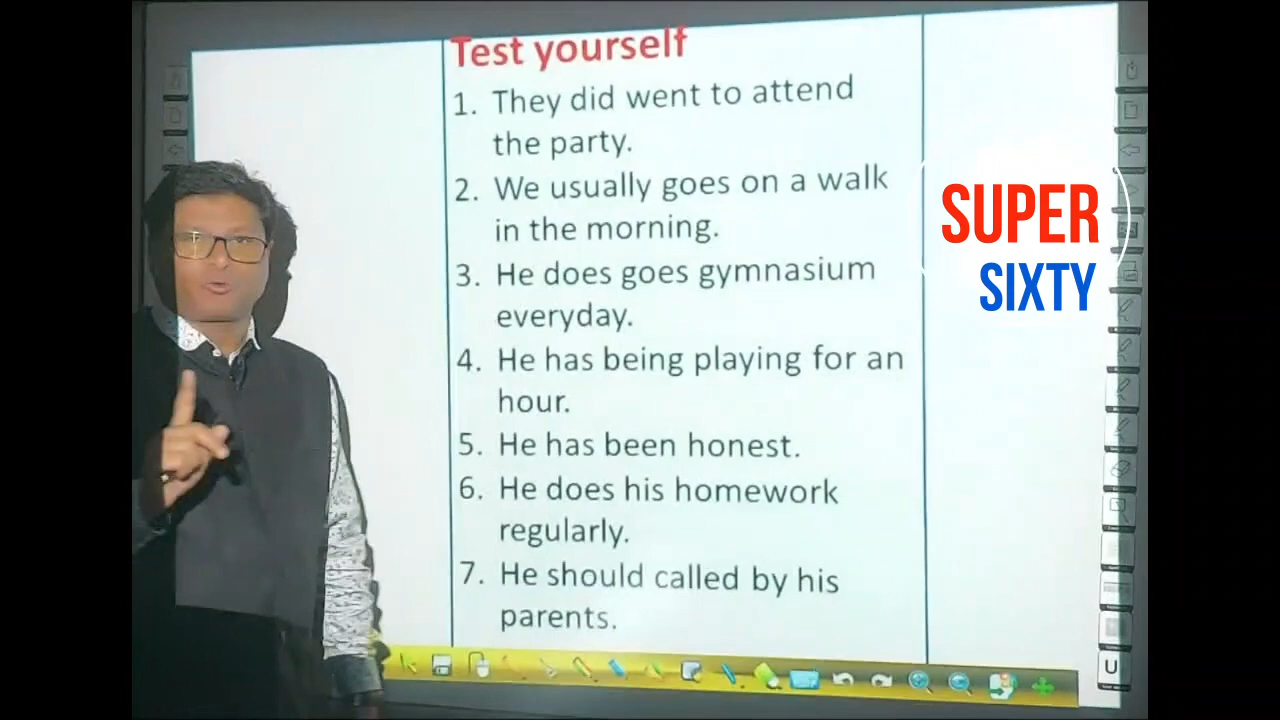 Test yourself
1. They did went to attend
the party.
2. We usually goes on a walk
in the morning.
3. He does goes gymnasium
everyday.
4. He has being playing for an
hour.
5. He has been honest.
6. He does his homework
regularly.
7. He should called by his
parents.
SUPER
SIXTY
U